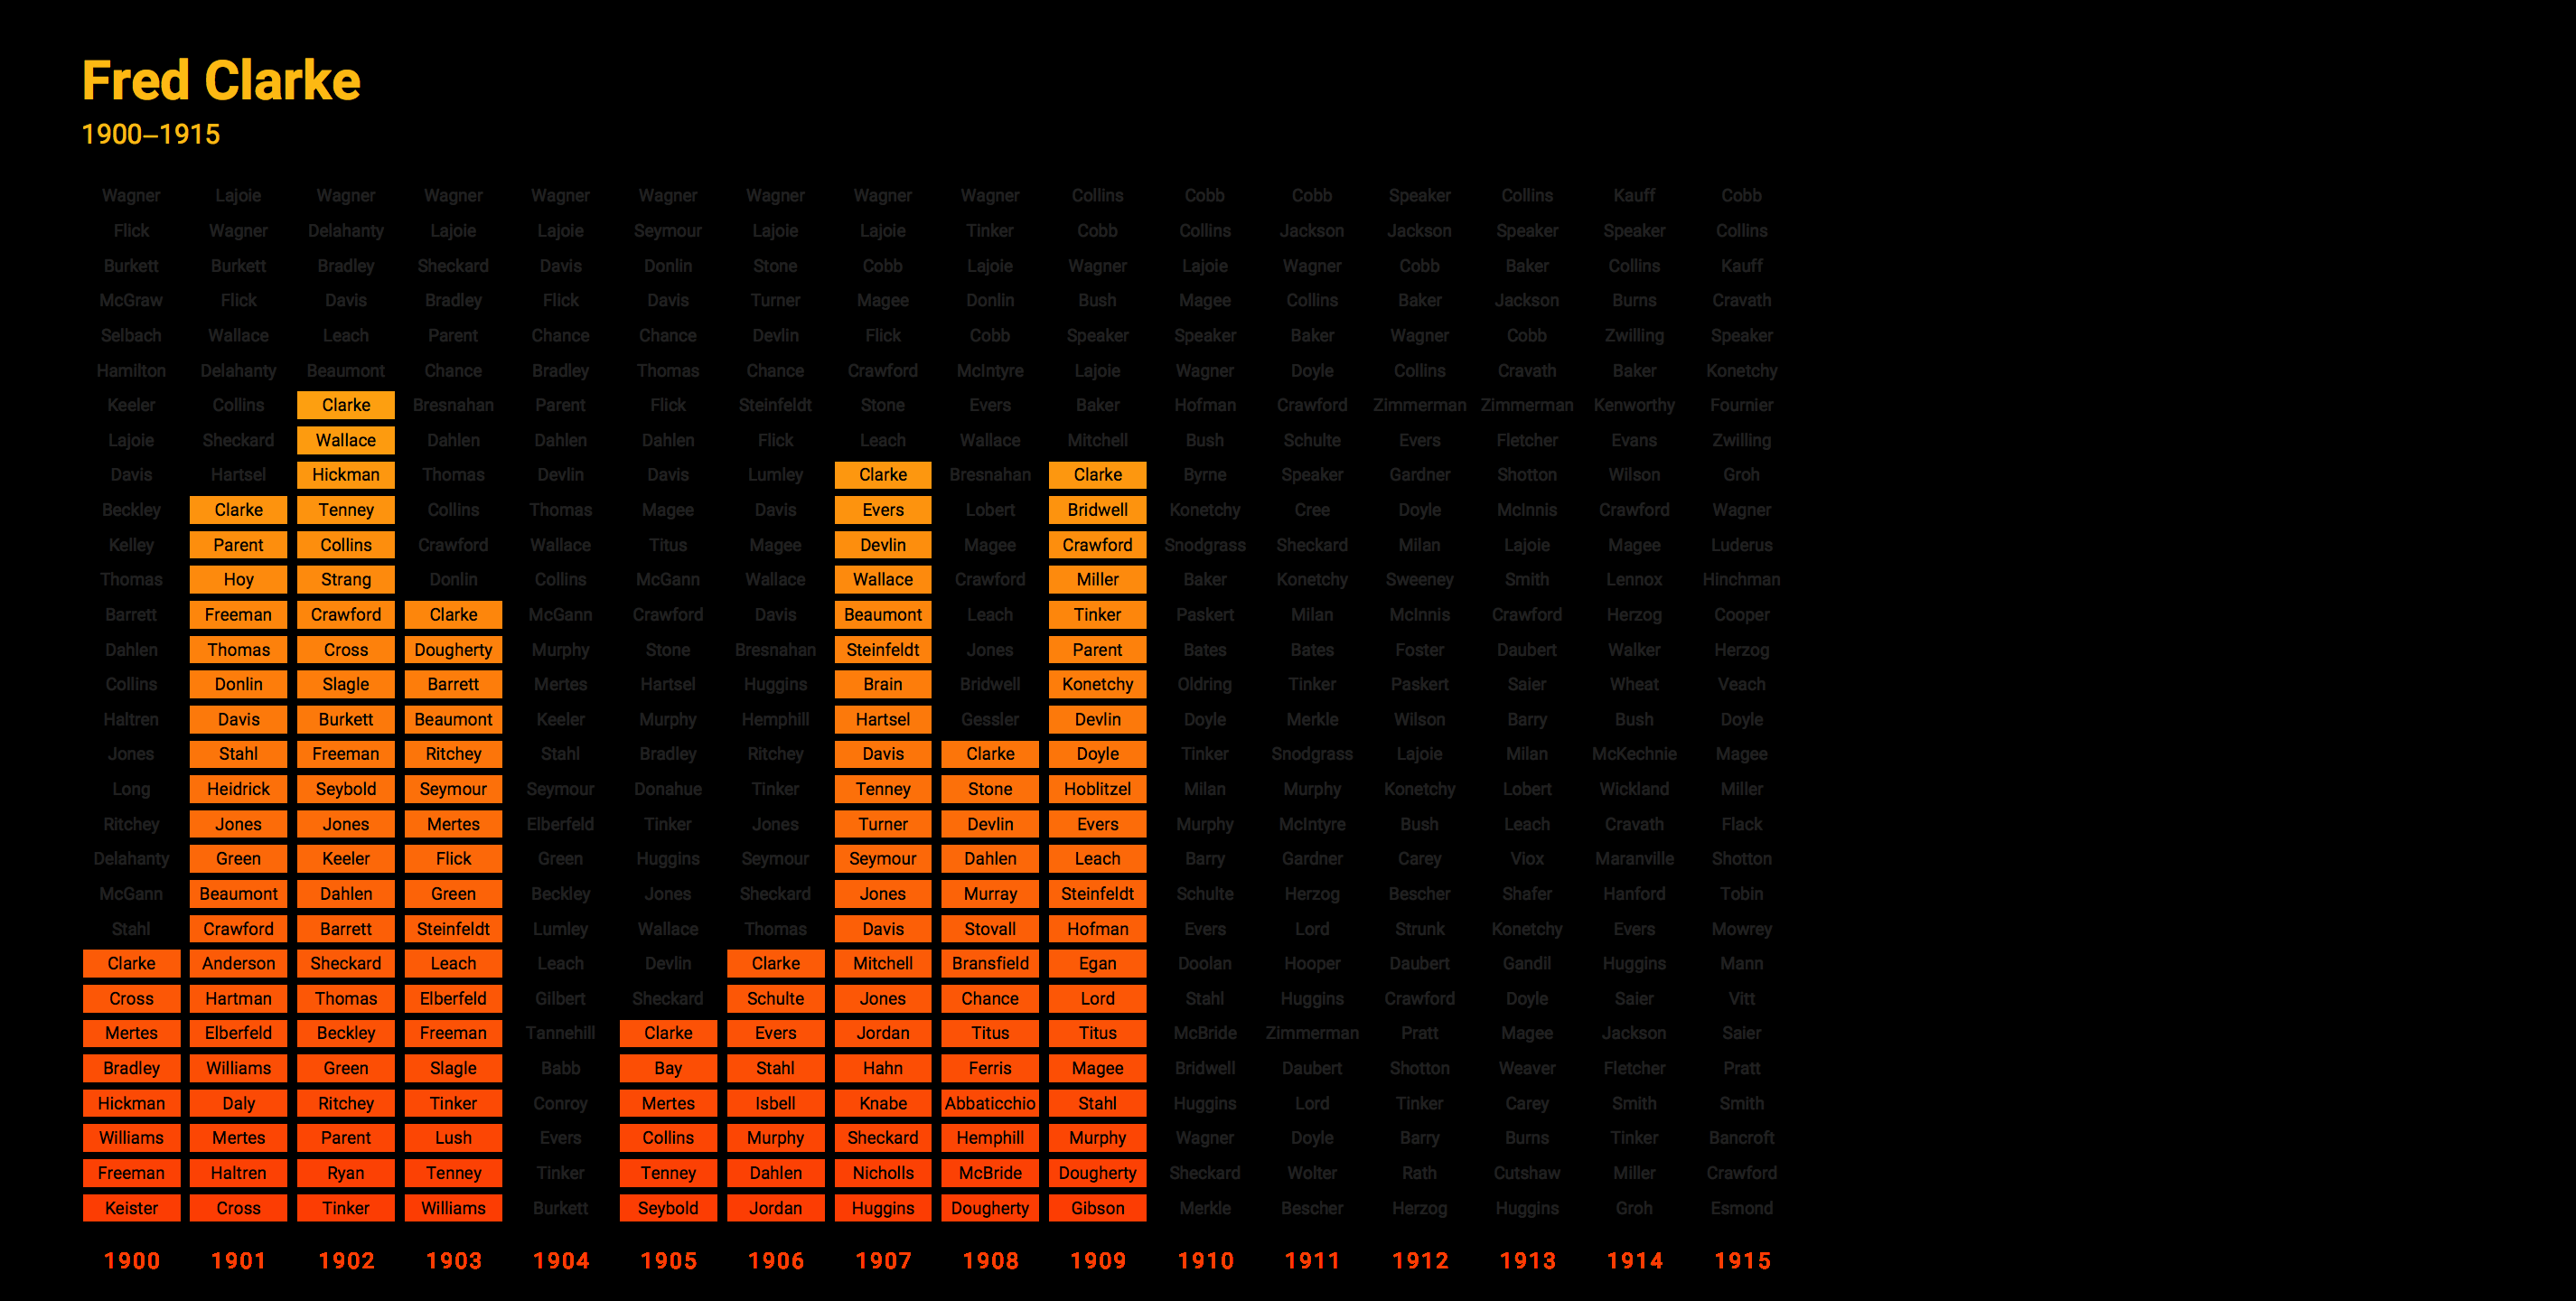 Fred Clarke
1900–1915
Wagner Lajoie Wagner Wagner Wagner Wagner Wagner Wagner Wagner Collins Cobb Cobb Speaker Collins Kauff Cobb
Flick Wagner Delahanty Lajoie Lajoie Seymour Lajoie Lajoie Tinker Cobb Collins Jackson Jackson Speaker Speaker Collins
Burkett Burkett Bradley Sheckard Davis Donlin Stone Cobb Lajoie Wagner Lajoie Wagner Cobb Baker Collins Kauff
McGraw Flick Davis Bradley Flick Davis Turner Magee Donlin Bush Magee Collins Baker Jackson Burns Cravath
Selbach Wallace Leach Parent Chance Chance Devlin Flick Cobb Speaker Speaker Baker Wagner Cobb Zwilling Speaker
Hamilton Delahanty Beaumont Chance Bradley Thomas Chance Crawford McIntyre Lajoie Wagner Doyle Collins Cravath Baker Konetchy
Keeler Collins Clarke Bresnahan Parent Flick Steinfeldt Stone Evers Baker Hofman Crawford Zimmerman Zimmerman Kenworthy Fournier
Lajoie Sheckard Wallace Dahlen Dahlen Dahlen Flick Leach Wallace Mitchell Bush Schulte Evers Fletcher Evans Zwilling
Davis Hartsel Hickman Thomas Devlin Davis Lumley Clarke Bresnahan Clarke Byrne Speaker Gardner Shotton Wilson Groh
Beckley Clarke Tenney Collins Thomas Magee Davis Evers Lobert Bridwell Konetchy Cree Doyle McInnis Crawford Wagner
Kelley Parent Collins Crawford Wallace Titus Magee Devlin Magee Crawford Snodgrass Sheckard Milan Lajoie Magee Luderus
Thomas Hoy Strang Donlin Collins McGann Wallace Wallace Crawford Miller Baker Konetchy Sweeney Smith Lennox Hinchman
Barrett Freeman Crawford Clarke McGann Crawford Davis Beaumont Leach Tinker Paskert Milan McInnis Crawford Herzog Cooper
Dahlen Thomas Cross Dougherty Murphy Stone Bresnahan Steinfeldt Jones Parent Bates Bates Foster Daubert Walker Herzog
Collins Donlin Slagle Barrett Mertes Hartsel Huggins Brain Bridwell Konetchy Oldring Tinker Paskert Saier Wheat Veach
Haltren Davis Burkett Beaumont Keeler Murphy Hemphill Hartsel Gessler Devlin Doyle Merkle Wilson Barry Bush Doyle
Jones Stahl Freeman Ritchey Stahl Bradley Ritchey Davis Clarke Doyle Tinker Snodgrass Lajoie Milan McKechnie Magee
Long Heidrick Seybold Seymour Seymour Donahue Tinker Tenney Stone Hoblitzel Milan Murphy Konetchy Lobert Wickland Miller
Ritchey Jones Jones Mertes Elberfeld Tinker Jones Turner Devlin Evers Murphy McIntyre Bush Leach Cravath Flack
Delahanty Green Keeler Flick Green Huggins Seymour Seymour Dahlen Leach Barry Gardner Carey Viox Maranville Shotton
McGann Beaumont Dahlen Green Beckley Jones Sheckard Jones Murray Steinfeldt Schulte Herzog Bescher Shafer Hanford Tobin
Stahl Crawford Barrett Steinfeldt Lumley Wallace Thomas Davis Stovall Hofman Evers Lord Strunk Konetchy Evers Mowrey
Clarke Anderson Sheckard Leach Leach Devlin Clarke Mitchell Bransfield Egan Doolan Hooper Daubert Gandil Huggins Mann
Cross Hartman Thomas Elberfeld Gilbert Sheckard Schulte Jones Chance Lord Stahl Huggins Crawford Doyle Saier Vitt
Mertes Elberfeld Beckley Freeman Tannehill Clarke Evers Jordan Titus Titus McBride Zimmerman Pratt Magee Jackson Saier
Bradley Williams Green Slagle Babb Bay Stahl Hahn Ferris Magee Bridwell Daubert Shotton Weaver Fletcher Pratt
Hickman Daly Ritchey Tinker Conroy Mertes Isbell Knabe Abbaticchio Stahl Huggins Lord Tinker Carey Smith Smith
Williams Mertes Parent Lush Evers Collins Murphy Sheckard Hemphill Murphy Wagner Doyle Barry Burns Tinker Bancroft
Freeman Haltren Ryan Tenney Tinker Tenney Dahlen Nicholls McBride Dougherty Sheckard Wolter Rath Cutshaw Miller Crawford
Keister Cross Tinker Williams Burkett Seybold Jordan Huggins Dougherty Gibson Merkle Bescher Herzog Huggins Groh Esmond
1900 1901 1902 1903 1904 1905 1906 1907 1908 1909 1910 1911 1912 1913 1914 1915